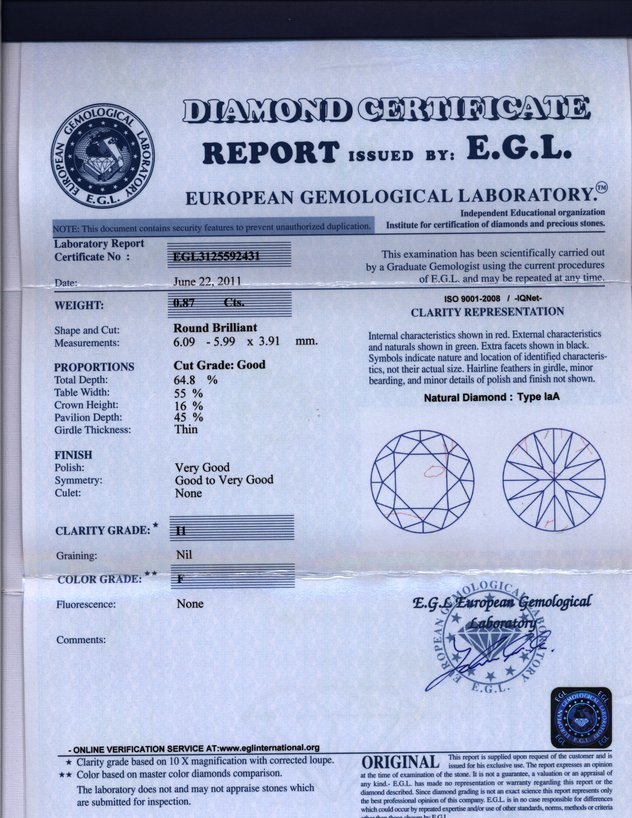 DIAMOND CERTIFICATE
REPORT ISSUED BY: E.G.L.
EUROPEAN GEMOLOGICAL LABORATORY.™
EUROPEAN GEMOLOGICAL LABORATORY
E.G.L.
Independent Educational organization
Institute for certification of diamonds and precious stones.
NOTE: This document contains security features to prevent unauthorized duplication.
Laboratory Report
Certificate No : EGL3125592431
Date: June 22, 2011
WEIGHT: 0.87 Cts.
Shape and Cut: Round Brilliant
Measurements: 6.09 - 5.99 x 3.91 mm.
PROPORTIONS Cut Grade: Good
Total Depth: 64.8 %
Table Width: 55 %
Crown Height: 16 %
Pavilion Depth: 45 %
Girdle Thickness: Thin
FINISH
Polish: Very Good
Symmetry: Good to Very Good
Culet: None
CLARITY GRADE:* I1
Graining: Nil
COLOR GRADE:** F
Fluorescence: None
Comments:
This examination has been scientifically carried out
by a Graduate Gemologist using the current procedures
of E.G.L. and may be repeated at any time.
ISO 9001-2008 / -IQNet-
CLARITY REPRESENTATION
Internal characteristics shown in red. External characteristics
and naturals shown in green. Extra facets shown in black.
Symbols indicate nature and location of identified characteris-
tics, not their actual size. Hairline feathers in girdle, minor
bearding, and minor details of polish and finish not shown.
Natural Diamond : Type IaA
E.G.L European Gemological
Laboratory
EUROPEAN GEMOLOGICAL LABORATORY
E.G.L.
EGL EGL
E.G.L.
EGL EGL
- ONLINE VERIFICATION SERVICE AT:www.eglinternational.org
★ Clarity grade based on 10 X magnification with corrected loupe.
★★ Color based on master color diamonds comparison.
The laboratory does not and may not appraise stones which
are submitted for inspection.
ORIGINAL This report is supplied upon request of the customer and is
issued for his exclusive use. The report expresses an opinion
at the time of examination of the stone. It is not a guarantee, a valuation or an appraisal of
any kind.- E.G.L. has made no representation or warranty regarding this report or the
diamond described. Since diamond grading is not an exact science this report represents only
the best professional opinion of this company. E.G.L. is in no case responsible for differences
which could occur by repeated expertise and/or use of other standards, norms, methods or criteria